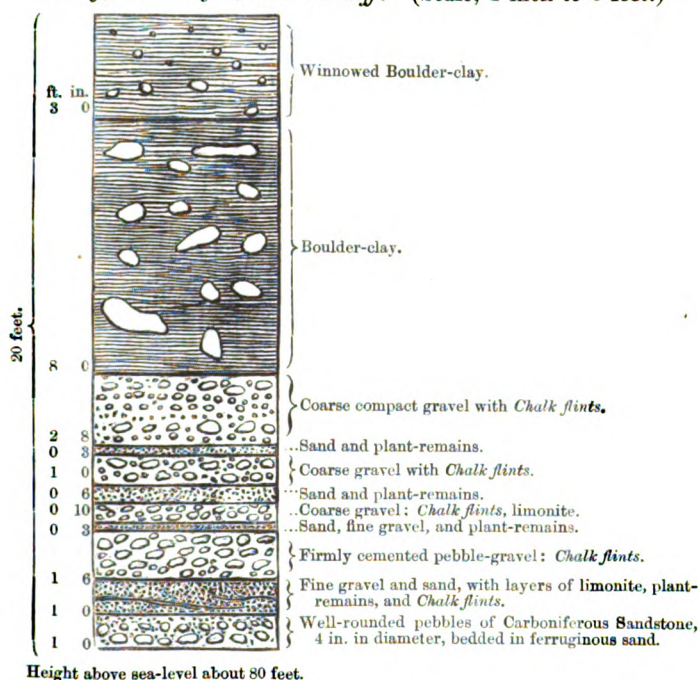 Winnowed Boulder-clay.
ft. in.
3 0
Boulder-clay.
20 feet.
8 0
Coarse compact gravel with Chalk flints.
2 8
..Sand and plant-remains.
0 3
Coarse gravel with Chalk flints.
1 0
...Sand and plant-remains.
0 6
..Coarse gravel: Chalk flints, limonite.
0 10
...Sand, fine gravel, and plant-remains.
0 3
Firmly cemented pebble-gravel: Chalk flints.
1 6
Fine gravel and sand, with layers of limonite, plant-
remains, and Chalk flints.
1 0
Well-rounded pebbles of Carboniferous Sandstone,
4 in. in diameter, bedded in ferruginous sand.
1 0
Height above sea-level about 80 feet.